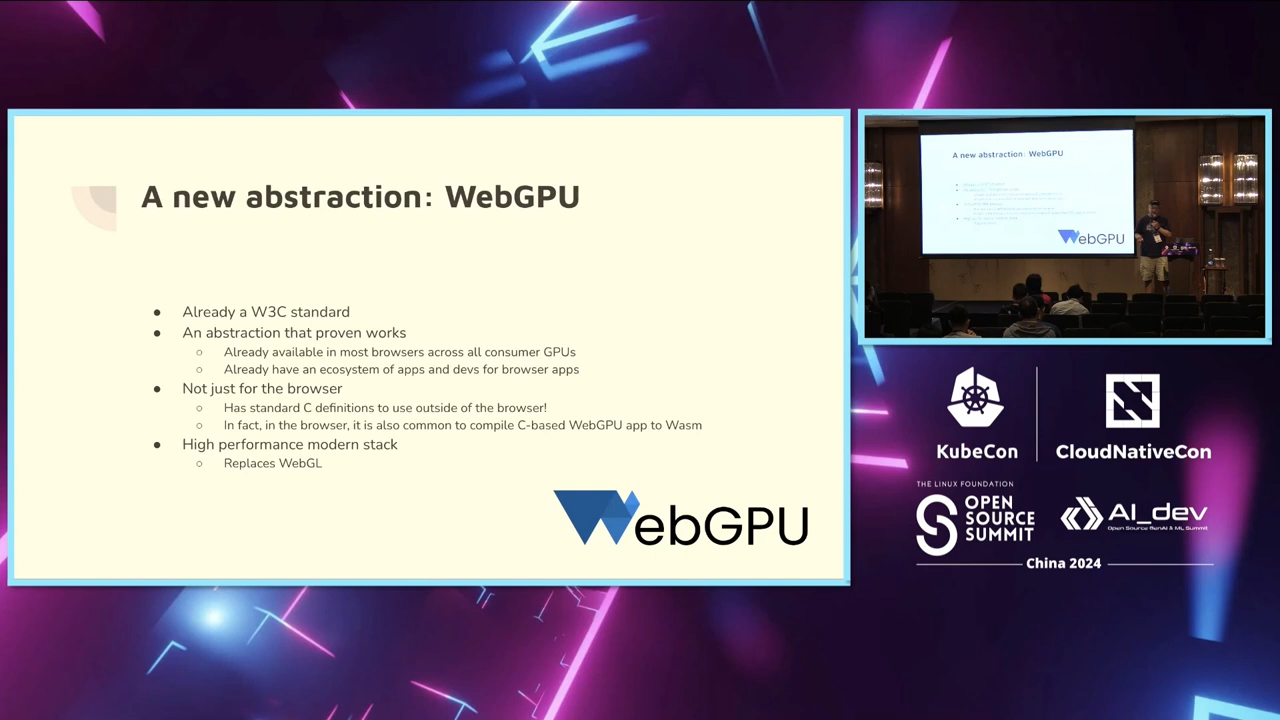 A new abstraction: WebGPU
● Already a W3C standard
● An abstraction that proven works
○ Already available in most browsers across all consumer GPUs
○ Already have an ecosystem of apps and devs for browser apps
● Not just for the browser
○ Has standard C definitions to use outside of the browser!
○ In fact, in the browser, it is also common to compile C-based WebGPU app to Wasm
● High performance modern stack
○ Replaces WebGL
WebGPU
A new abstraction: WebGPU
WebGPU
KubeCon
CloudNativeCon
THE LINUX FOUNDATION
OPEN
SOURCE
SUMMIT
AI_dev
Open Source GenAI & ML Summit
China 2024